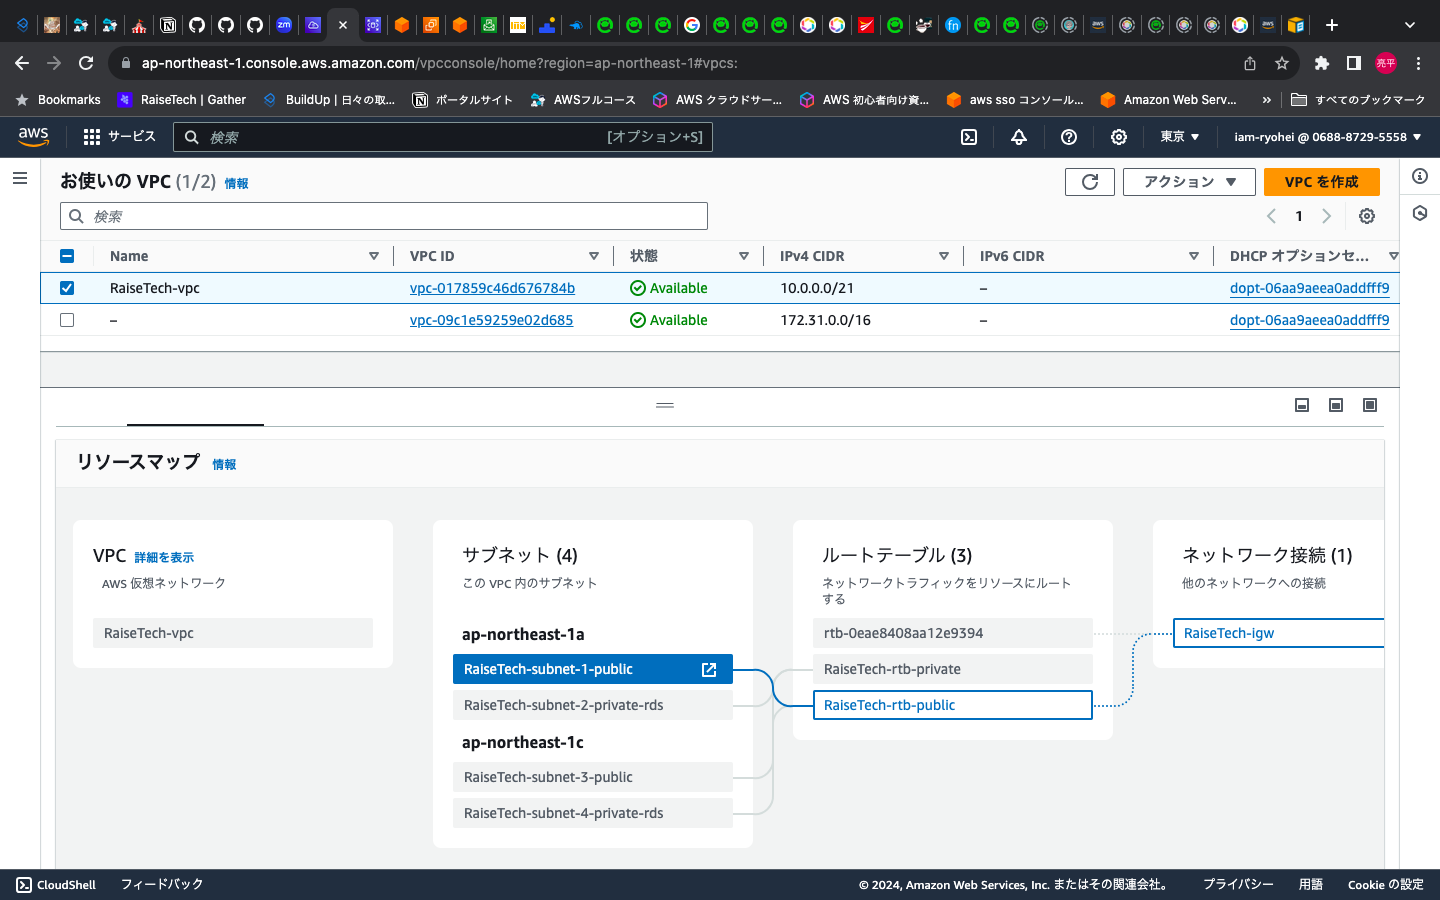 ap-northeast-1.console.aws.amazon.com/vpcconsole/home?region=ap-northeast-1#vpcs:
亮平
Bookmarks RaiseTech | Gather BuildUp | 日々の取... ポータルサイト AWSフルコース AWS クラウドサー... AWS 初心者向け資... aws sso コンソール... Amazon Web Serv... » すべてのブックマーク
aws サービス 検索 [オプション+S] 東京 iam-ryohei @ 0688-8729-5558
お使いの VPC (1/2) 情報 アクション VPC を作成
検索 1
Name VPC ID 状態 IPv4 CIDR IPv6 CIDR DHCP オプションセ...
RaiseTech-vpc vpc-017859c46d676784b Available 10.0.0.0/21 – dopt-06aa9aeea0addfff9
– vpc-09c1e59259e02d685 Available 172.31.0.0/16 – dopt-06aa9aeea0addfff9
リソースマップ 情報
VPC 詳細を表示
AWS 仮想ネットワーク
RaiseTech-vpc
サブネット (4)
この VPC 内のサブネット
ap-northeast-1a
RaiseTech-subnet-1-public
RaiseTech-subnet-2-private-rds
ap-northeast-1c
RaiseTech-subnet-3-public
RaiseTech-subnet-4-private-rds
ルートテーブル (3)
ネットワークトラフィックをリソースにルート
する
rtb-0eae8408aa12e9394
RaiseTech-rtb-private
RaiseTech-rtb-public
ネットワーク接続 (1)
他のネットワークへの接続
RaiseTech-igw
CloudShell フィードバック © 2024, Amazon Web Services, Inc. またはその関連会社。 プライバシー 用語 Cookie の設定